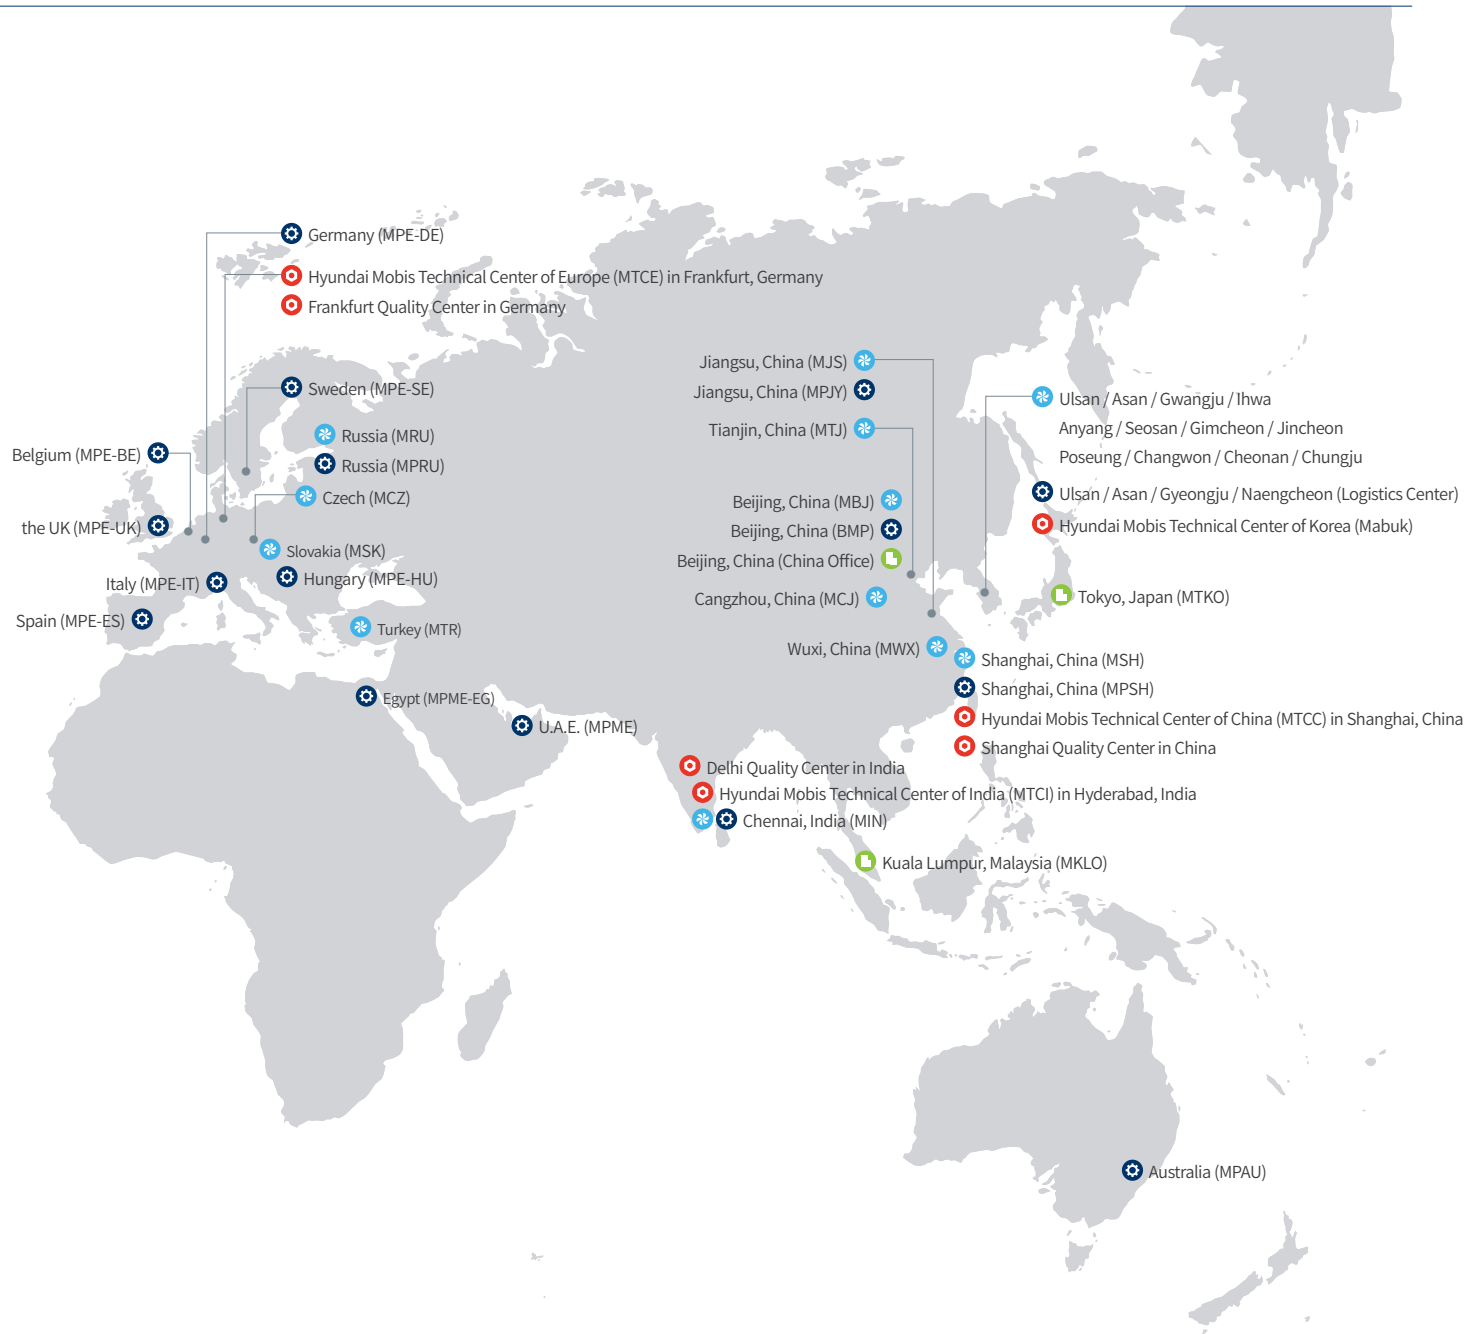 Germany (MPE-DE)
Hyundai Mobis Technical Center of Europe (MTCE) in Frankfurt, Germany
Frankfurt Quality Center in Germany
Sweden (MPE-SE)
Russia (MRU)
Belgium (MPE-BE)
Russia (MPRU)
Czech (MCZ)
the UK (MPE-UK)
Slovakia (MSK)
Italy (MPE-IT)
Hungary (MPE-HU)
Spain (MPE-ES)
Turkey (MTR)
Egypt (MPME-EG)
U.A.E. (MPME)
Jiangsu, China (MJS)
Jiangsu, China (MPJY)
Tianjin, China (MTJ)
Beijing, China (MBJ)
Beijing, China (BMP)
Beijing, China (China Office)
Cangzhou, China (MCJ)
Wuxi, China (MWX)
Ulsan / Asan / Gwangju / Ihwa
Anyang / Seosan / Gimcheon / Jincheon
Poseung / Changwon / Cheonan / Chungju
Ulsan / Asan / Gyeongju / Naengcheon (Logistics Center)
Hyundai Mobis Technical Center of Korea (Mabuk)
Tokyo, Japan (MTKO)
Shanghai, China (MSH)
Shanghai, China (MPSH)
Hyundai Mobis Technical Center of China (MTCC) in Shanghai, China
Shanghai Quality Center in China
Delhi Quality Center in India
Hyundai Mobis Technical Center of India (MTCI) in Hyderabad, India
Chennai, India (MIN)
Kuala Lumpur, Malaysia (MKLO)
Australia (MPAU)